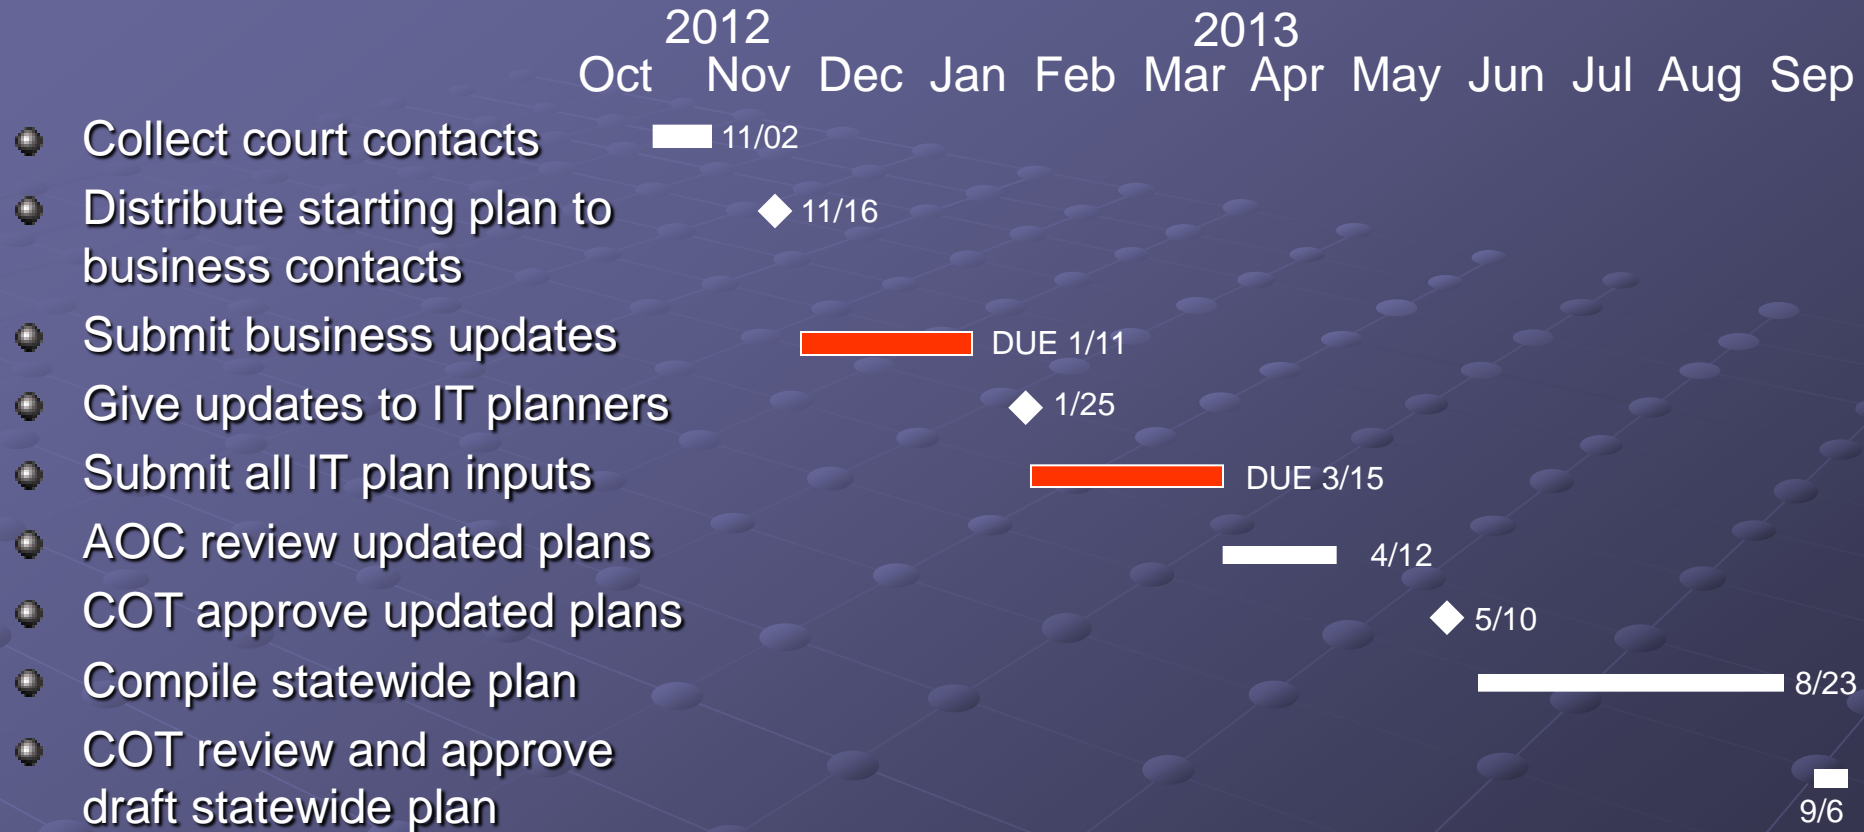 2012 2013
Oct Nov Dec Jan Feb Mar Apr May Jun Jul Aug Sep
Collect court contacts 11/02
Distribute starting plan to 11/16
business contacts
Submit business updates DUE 1/11
Give updates to IT planners 1/25
Submit all IT plan inputs DUE 3/15
AOC review updated plans 4/12
COT approve updated plans 5/10
Compile statewide plan 8/23
COT review and approve
draft statewide plan 9/6